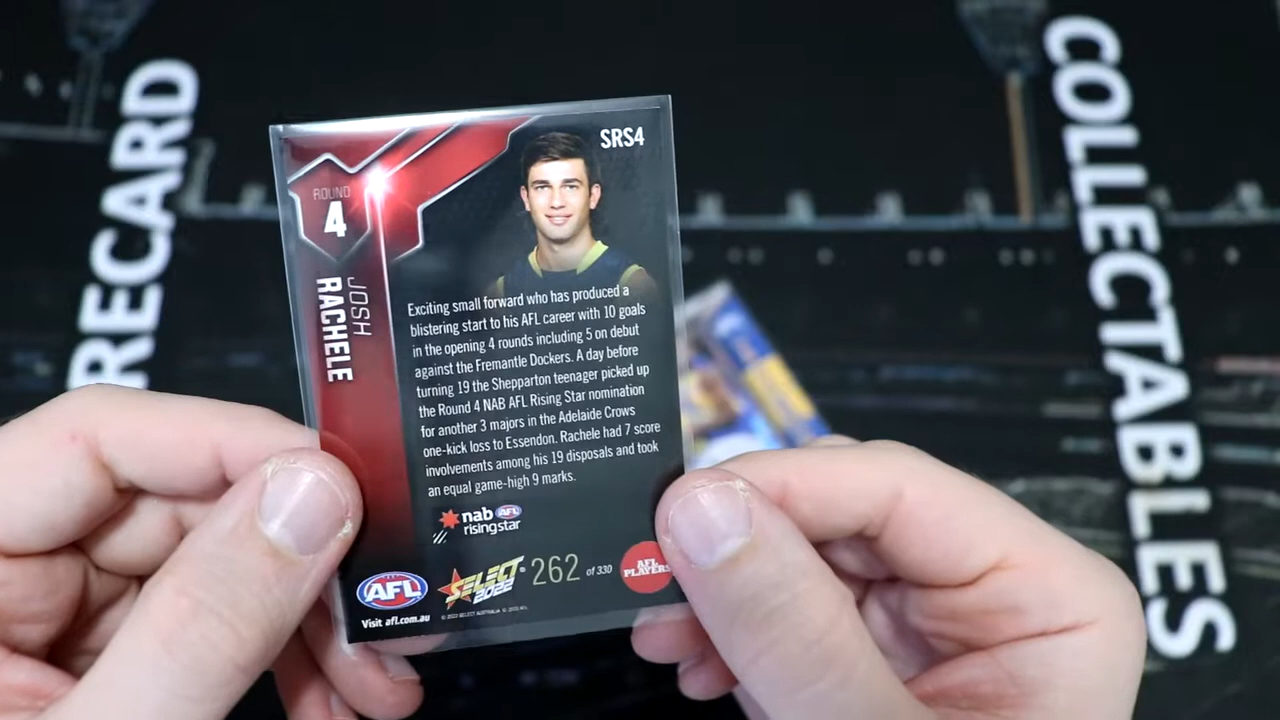 RECARD
COLLECTABLES
SRS4
ROUND
4
JOSH
RACHELE
Exciting small forward who has produced a
blistering start to his AFL career with 10 goals
in the opening 4 rounds including 5 on debut
against the Fremantle Dockers. A day before
turning 19 the Shepparton teenager picked up
the Round 4 NAB AFL Rising Star nomination
for another 3 majors in the Adelaide Crows
one-kick loss to Essendon. Rachele had 7 score
involvements among his 19 disposals and took
an equal game-high 9 marks.
nab AFL
risingstar
AFL
SELECT
2022
262 of 330
AFL
PLAYERS
Visit afl.com.au